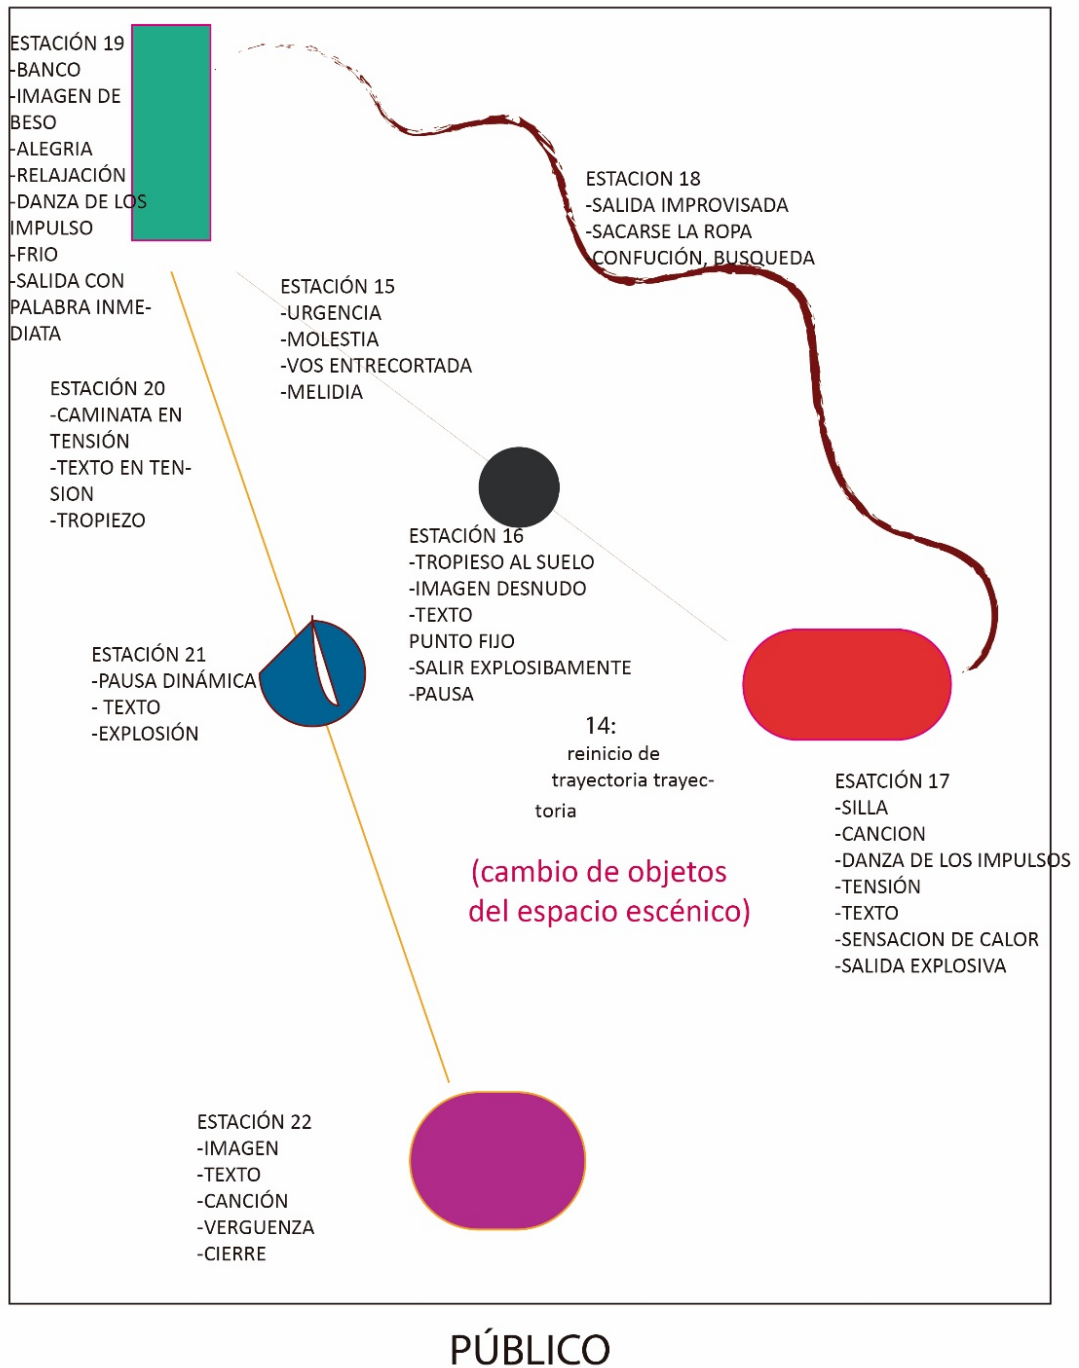 ESTACIÓN 19
-BANCO
-IMAGEN DE
BESO
-ALEGRIA
-RELAJACIÓN
-DANZA DE LOS
IMPULSO
-FRIO
-SALIDA CON
PALABRA INME-
DIATA
ESTACION 18
-SALIDA IMPROVISADA
-SACARSE LA ROPA
-CONFUCIÓN, BUSQUEDA
ESTACIÓN 15
-URGENCIA
-MOLESTIA
-VOS ENTRECORTADA
-MELIDIA
ESTACIÓN 20
-CAMINATA EN
TENSIÓN
-TEXTO EN TEN-
SION
-TROPIEZO
ESTACIÓN 16
-TROPIESO AL SUELO
-IMAGEN DESNUDO
-TEXTO
PUNTO FIJO
-SALIR EXPLOSIBAMENTE
-PAUSA
ESTACIÓN 21
-PAUSA DINÁMICA
- TEXTO
-EXPLOSIÓN
14:
reinicio de
trayectoria trayec-
toria
(cambio de objetos
del espacio escénico)
ESATCIÓN 17
-SILLA
-CANCION
-DANZA DE LOS IMPULSOS
-TENSIÓN
-TEXTO
-SENSACION DE CALOR
-SALIDA EXPLOSIVA
ESTACIÓN 22
-IMAGEN
-TEXTO
-CANCIÓN
-VERGUENZA
-CIERRE
PÚBLICO